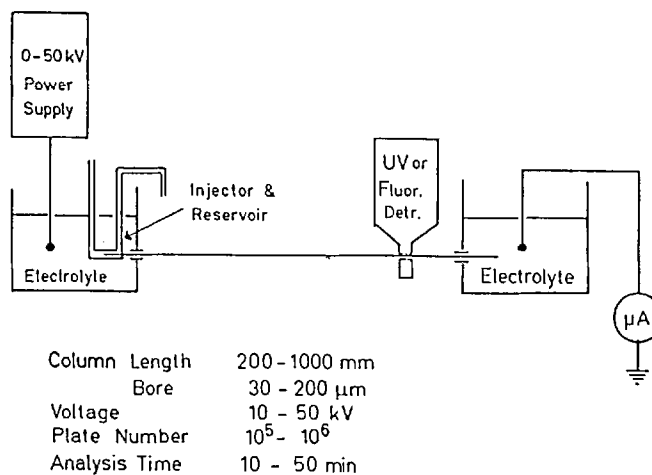 0-50kV
Power
Supply
Injector &
Reservoir
UV or
Fluor.
Detr.
Electrolyte
Electrolyte
μA
Column Length 200-1000 mm
Bore 30-200 μm
Voltage 10-50 kV
Plate Number 10⁵-10⁶
Analysis Time 10-50 min